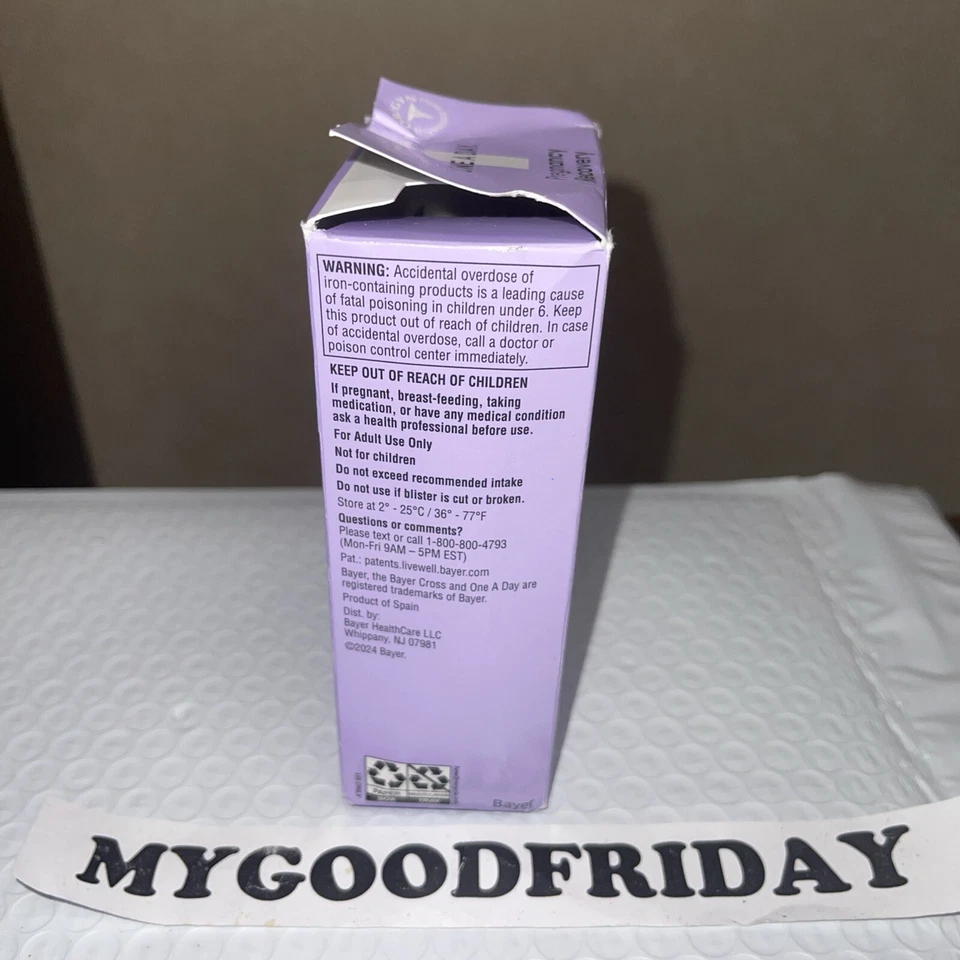 NE A DAY
Pregnancy
Recovery
WARNING: Accidental overdose of
iron-containing products is a leading cause
of fatal poisoning in children under 6. Keep
this product out of reach of children. In case
of accidental overdose, call a doctor or
poison control center immediately.
KEEP OUT OF REACH OF CHILDREN
If pregnant, breast-feeding, taking
medication, or have any medical condition
ask a health professional before use.
For Adult Use Only
Not for children
Do not exceed recommended intake
Do not use if blister is cut or broken.
Store at 2° - 25°C / 36° - 77°F
Questions or comments?
Please text or call 1-800-800-4793
(Mon-Fri 9AM – 5PM EST)
Pat.: patents.livewell.bayer.com
Bayer, the Bayer Cross and One A Day are
registered trademarks of Bayer.
Product of Spain
Dist. by:
Bayer HealthCare LLC
Whippany, NJ 07981
©2024 Bayer.
PAPER
BOX
Bayer
MYGOODFRIDAY